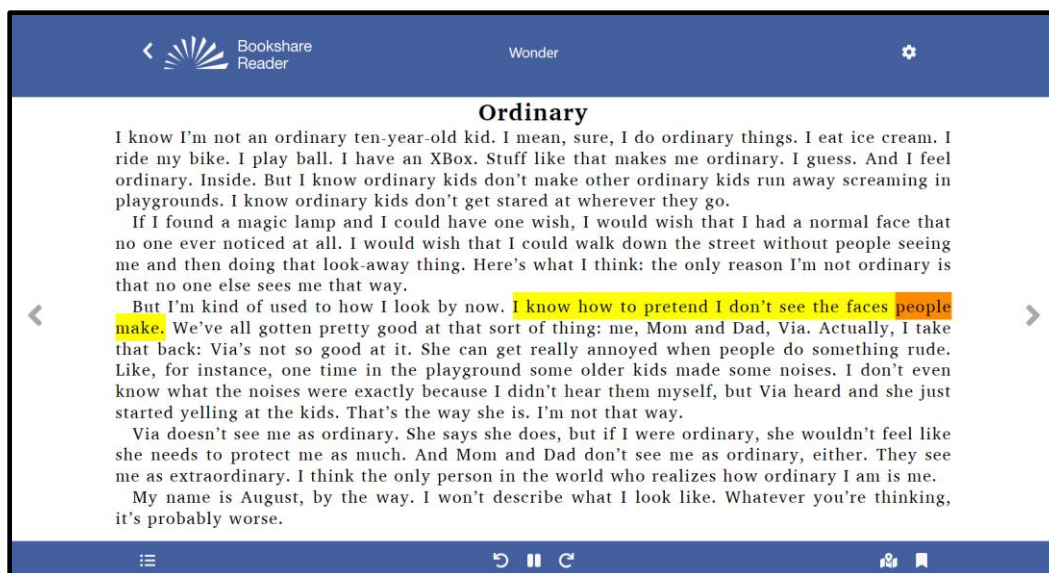 Bookshare
Reader
Wonder
Ordinary
I know I'm not an ordinary ten-year-old kid. I mean, sure, I do ordinary things. I eat ice cream. I
ride my bike. I play ball. I have an XBox. Stuff like that makes me ordinary. I guess. And I feel
ordinary. Inside. But I know ordinary kids don't make other ordinary kids run away screaming in
playgrounds. I know ordinary kids don't get stared at wherever they go.
If I found a magic lamp and I could have one wish, I would wish that I had a normal face that
no one ever noticed at all. I would wish that I could walk down the street without people seeing
me and then doing that look-away thing. Here's what I think: the only reason I'm not ordinary is
that no one else sees me that way.
But I'm kind of used to how I look by now. I know how to pretend I don't see the faces people
make. We've all gotten pretty good at that sort of thing: me, Mom and Dad, Via. Actually, I take
that back: Via's not so good at it. She can get really annoyed when people do something rude.
Like, for instance, one time in the playground some older kids made some noises. I don't even
know what the noises were exactly because I didn't hear them myself, but Via heard and she just
started yelling at the kids. That's the way she is. I'm not that way.
Via doesn't see me as ordinary. She says she does, but if I were ordinary, she wouldn't feel like
she needs to protect me as much. And Mom and Dad don't see me as ordinary, either. They see
me as extraordinary. I think the only person in the world who realizes how ordinary I am is me.
My name is August, by the way. I won't describe what I look like. Whatever you're thinking,
it's probably worse.